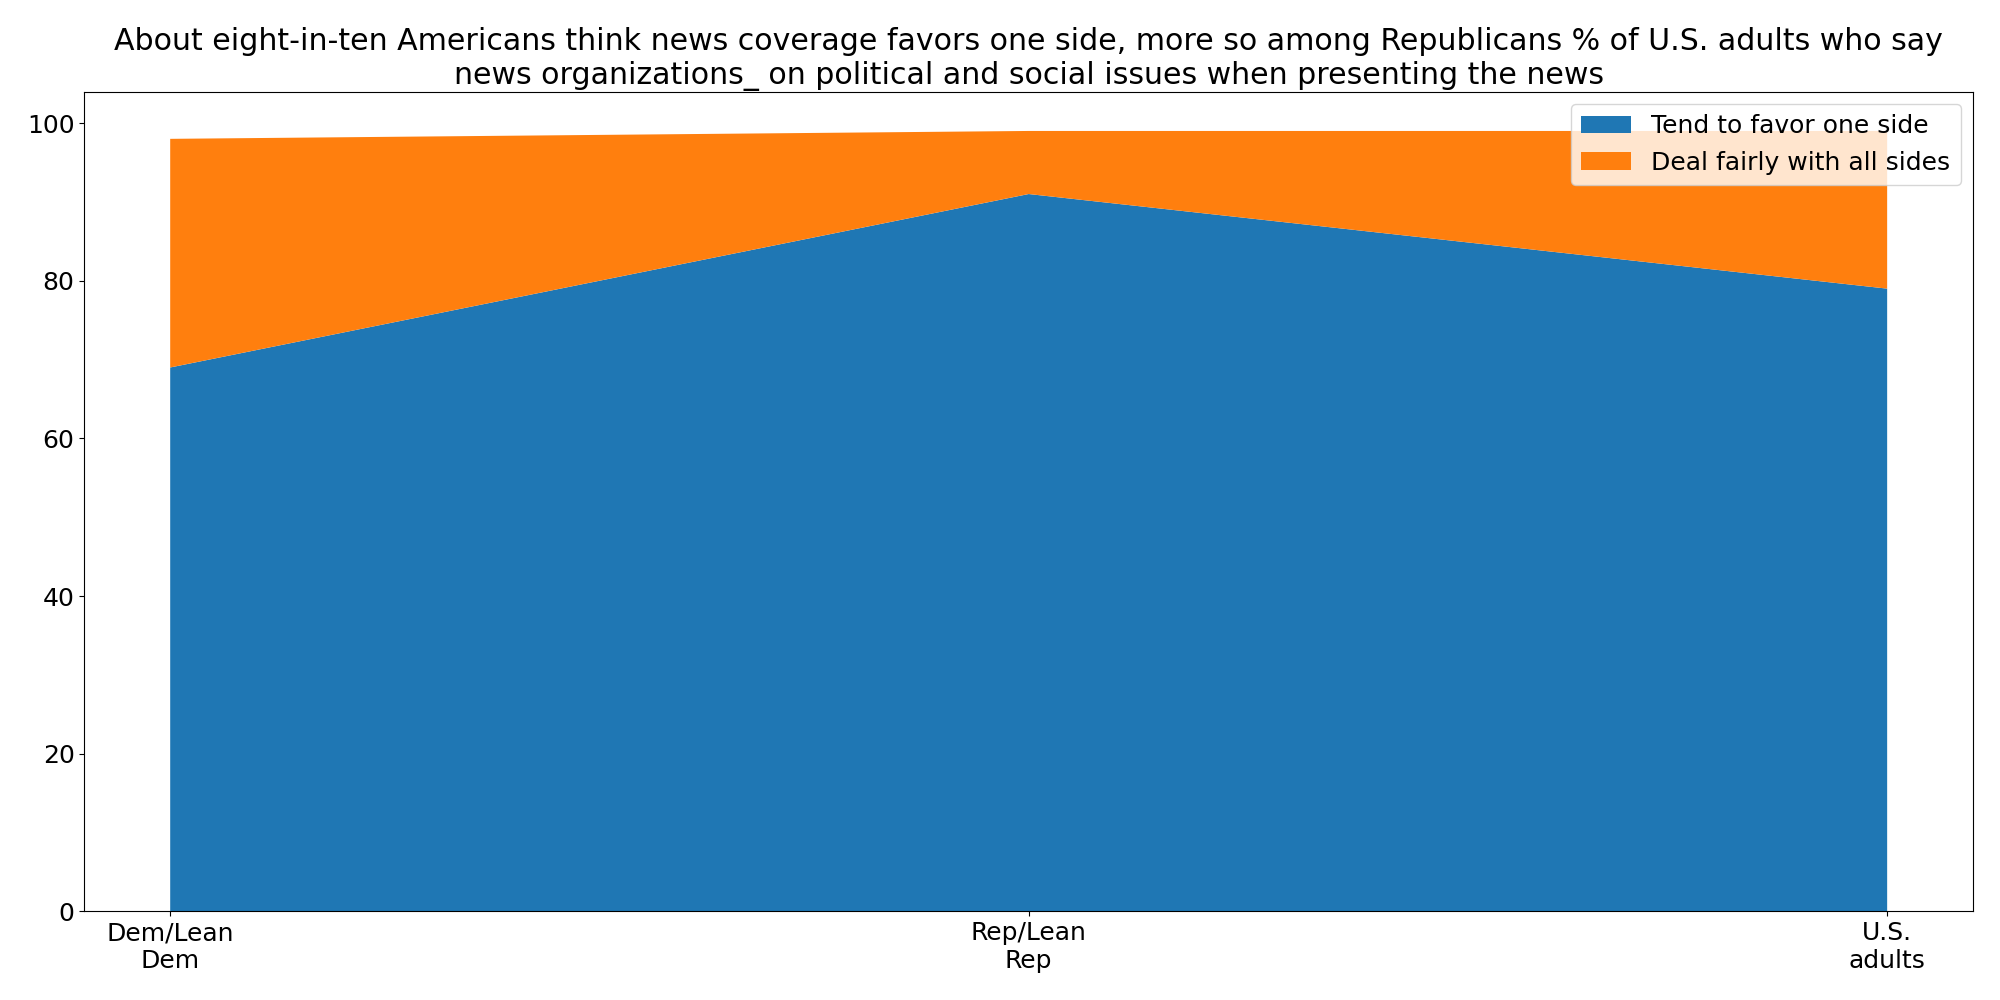 About eight-in-ten Americans think news coverage favors one side, more so among Republicans % of U.S. adults who say
news organizations_ on political and social issues when presenting the news
Tend to favor one side
Deal fairly with all sides
100
80
60
40
20
0
Dem/Lean
Dem
Rep/Lean
Rep
U.S.
adults